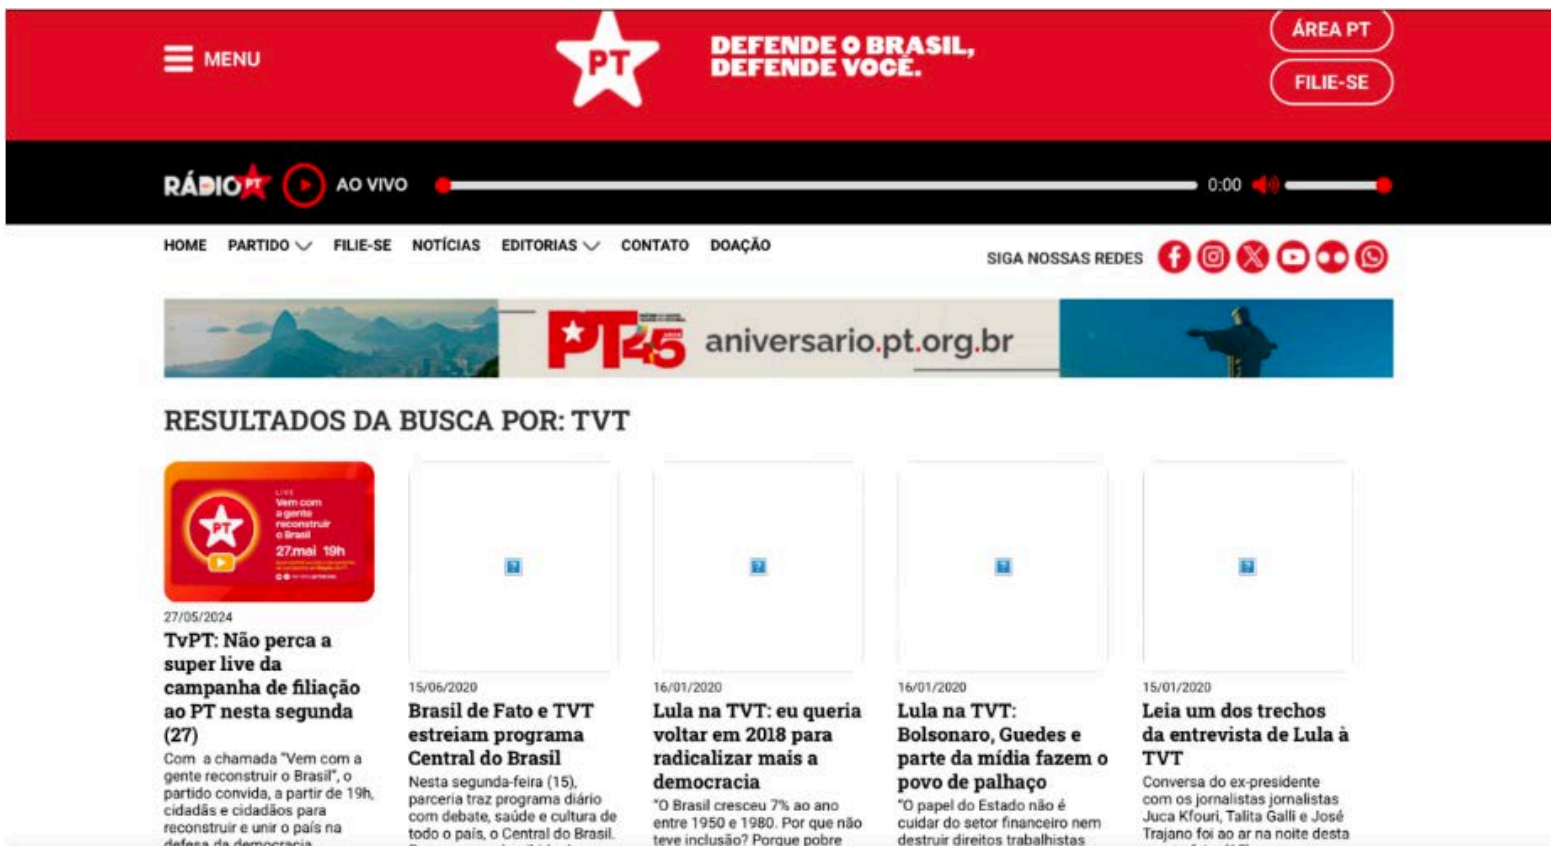 MENU
PT
DEFENDE O BRASIL,
DEFENDE VOCÊ.
ÁREA PT
FILIE-SE
RÁDIO PT
AO VIVO
0:00
HOME PARTIDO FILIE-SE NOTÍCIAS EDITORIAS CONTATO DOAÇÃO
SIGA NOSSAS REDES
PT45 aniversario.pt.org.br
RESULTADOS DA BUSCA POR: TVT
LIVE
Vem com
a gente
reconstruir
o Brasil
27.mai 19h
PT
27/05/2024
TvPT: Não perca a
super live da
campanha de filiação
ao PT nesta segunda
(27)
Com a chamada "Vem com a
gente reconstruir o Brasil", o
partido convida, a partir de 19h,
cidadãs e cidadãos para
reconstruir e unir o país na
defesa da democracia
15/06/2020
Brasil de Fato e TVT
estreiam programa
Central do Brasil
Nesta segunda-feira (15),
parceria traz programa diário
com debate, saúde e cultura de
todo o país, o Central do Brasil.
16/01/2020
Lula na TVT: eu queria
voltar em 2018 para
radicalizar mais a
democracia
"O Brasil cresceu 7% ao ano
entre 1950 e 1980. Por que não
teve inclusão? Porque pobre
16/01/2020
Lula na TVT:
Bolsonaro, Guedes e
parte da mídia fazem o
povo de palhaço
"O papel do Estado não é
cuidar do setor financeiro nem
destruir direitos trabalhistas
15/01/2020
Leia um dos trechos
da entrevista de Lula à
TVT
Conversa do ex-presidente
com os jornalistas jornalistas
Juca Kfouri, Talita Galli e José
Trajano foi ao ar na noite desta